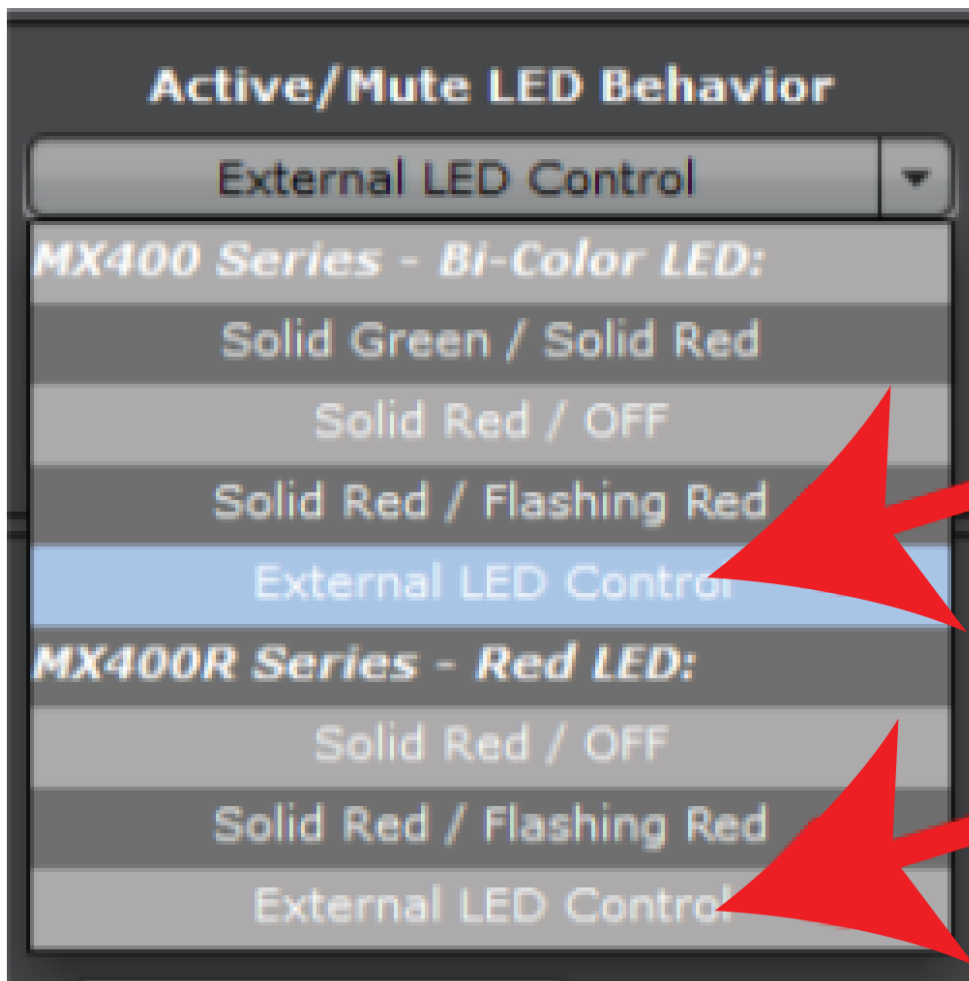 Active/Mute LED Behavior
External LED Control
MX400 Series - Bi-Color LED:
Solid Green / Solid Red
Solid Red / OFF
Solid Red / Flashing Red
External LED Control
MX400R Series - Red LED:
Solid Red / OFF
Solid Red / Flashing Red
External LED Control